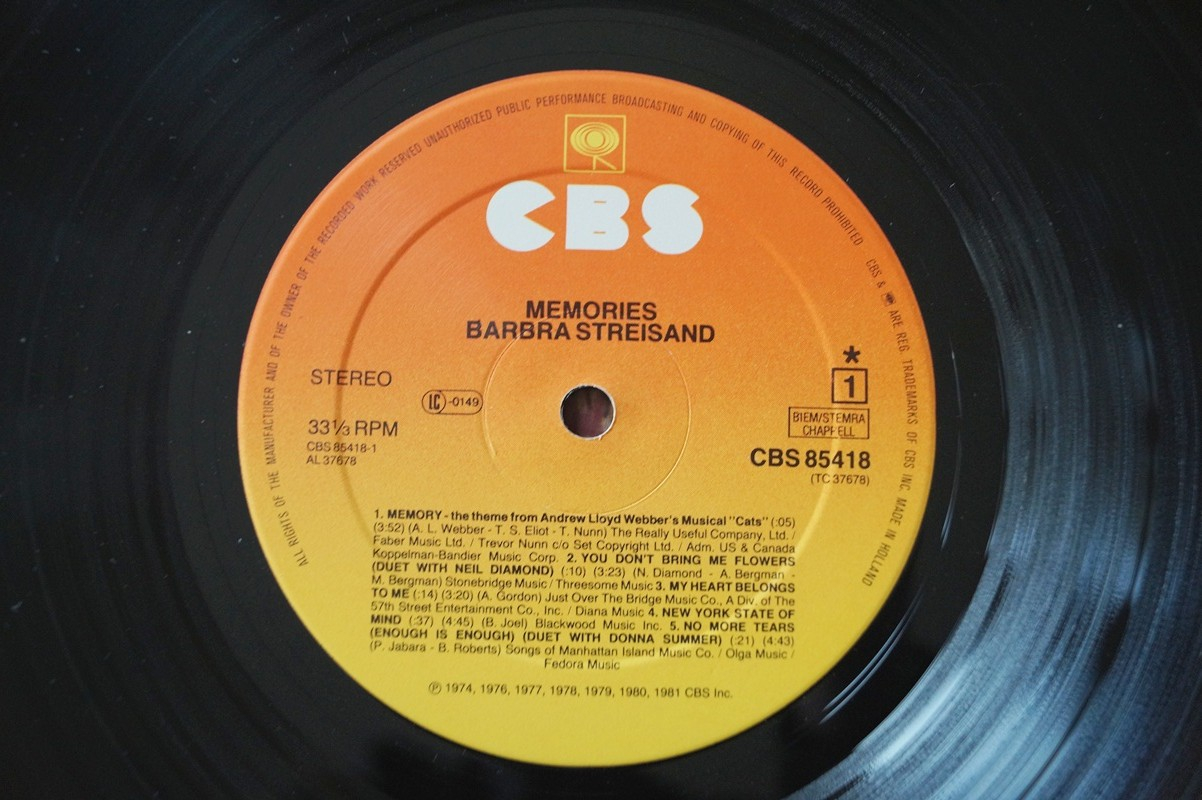 ALL RIGHTS OF THE MANUFACTURER AND OF THE OWNER OF THE RECORDED WORK RESERVED UNAUTHORIZED PUBLIC PERFORMANCE BROADCASTING AND COPYING OF THIS RECORD PROHIBITED
CBS & ARE REG. TRADEMARKS OF CBS INC. MADE IN HOLLAND
CBS
MEMORIES
BARBRA STREISAND
STEREO
LC -0149
33⅓ RPM
CBS 85418-1
AL 37678
*
1
BIEM/STEMRA
CHAPPELL
CBS 85418
(TC 37678)
1. MEMORY - the theme from Andrew Lloyd Webber's Musical "Cats" (:05)
(3:52) (A. L. Webber - T. S. Eliot - T. Nunn) The Really Useful Company, Ltd. /
Faber Music Ltd. / Trevor Nunn c/o Set Copyright Ltd. / Adm. US & Canada
Koppelman-Bandier Music Corp. 2. YOU DON'T BRING ME FLOWERS
(DUET WITH NEIL DIAMOND) (:10) (3:23) (N. Diamond - A. Bergman -
M. Bergman) Stonebridge Music / Threesome Music 3. MY HEART BELONGS
TO ME (:14) (3:20) (A. Gordon) Just Over The Bridge Music Co., A Div. of The
57th Street Entertainment Co., Inc. / Diana Music 4. NEW YORK STATE OF
MIND (:37) (4:45) (B. Joel) Blackwood Music Inc. 5. NO MORE TEARS
(ENOUGH IS ENOUGH) (DUET WITH DONNA SUMMER) (:21) (4:43)
(P. Jabara - B. Roberts) Songs of Manhattan Island Music Co. / Olga Music /
Fedora Music
℗ 1974, 1976, 1977, 1978, 1979, 1980, 1981 CBS Inc.